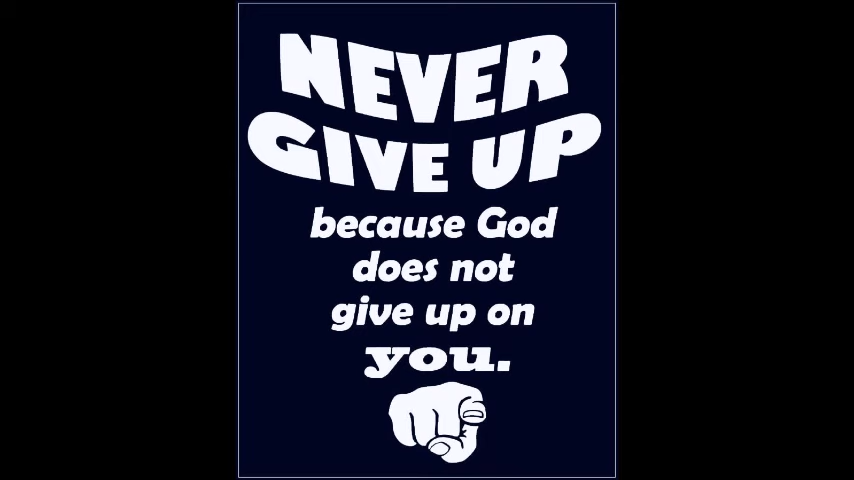 NEVER
GIVE UP
because God
does not
give up on
you.